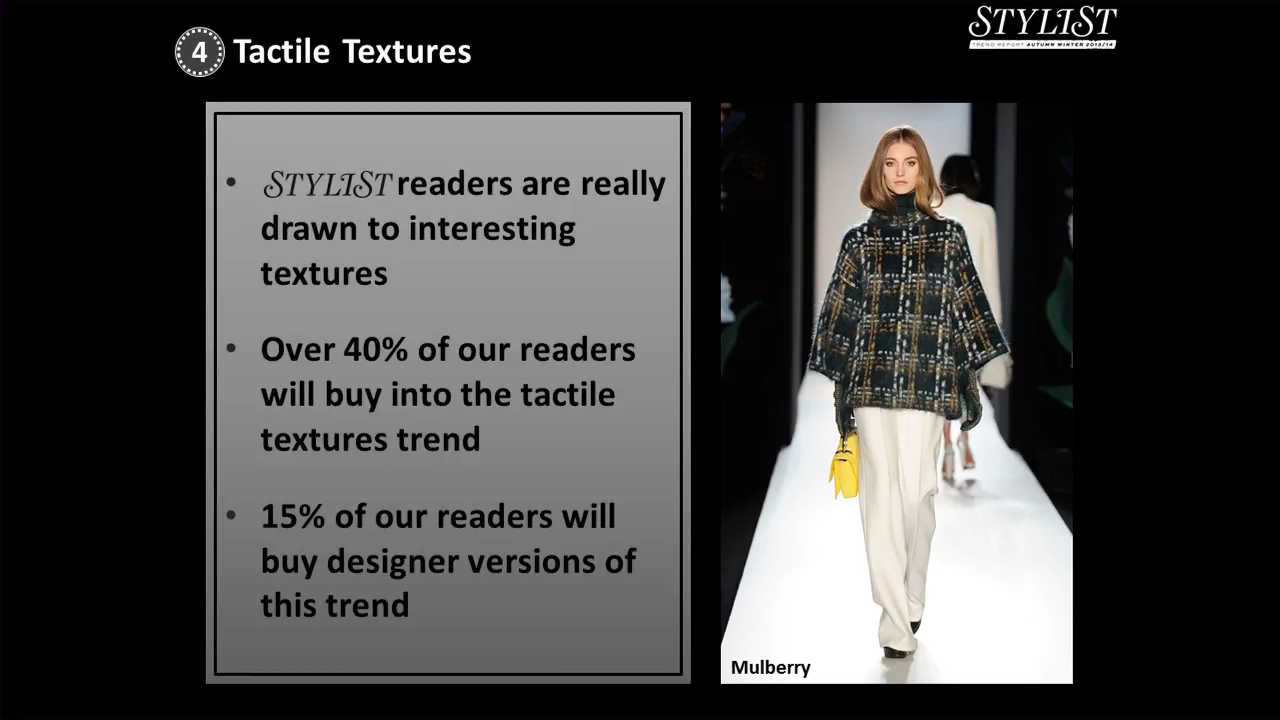 4 Tactile Textures
STYLIST
TREND REPORT AUTUMN WINTER 2013/14
• STYLIST readers are really
drawn to interesting
textures
• Over 40% of our readers
will buy into the tactile
textures trend
• 15% of our readers will
buy designer versions of
this trend
Mulberry